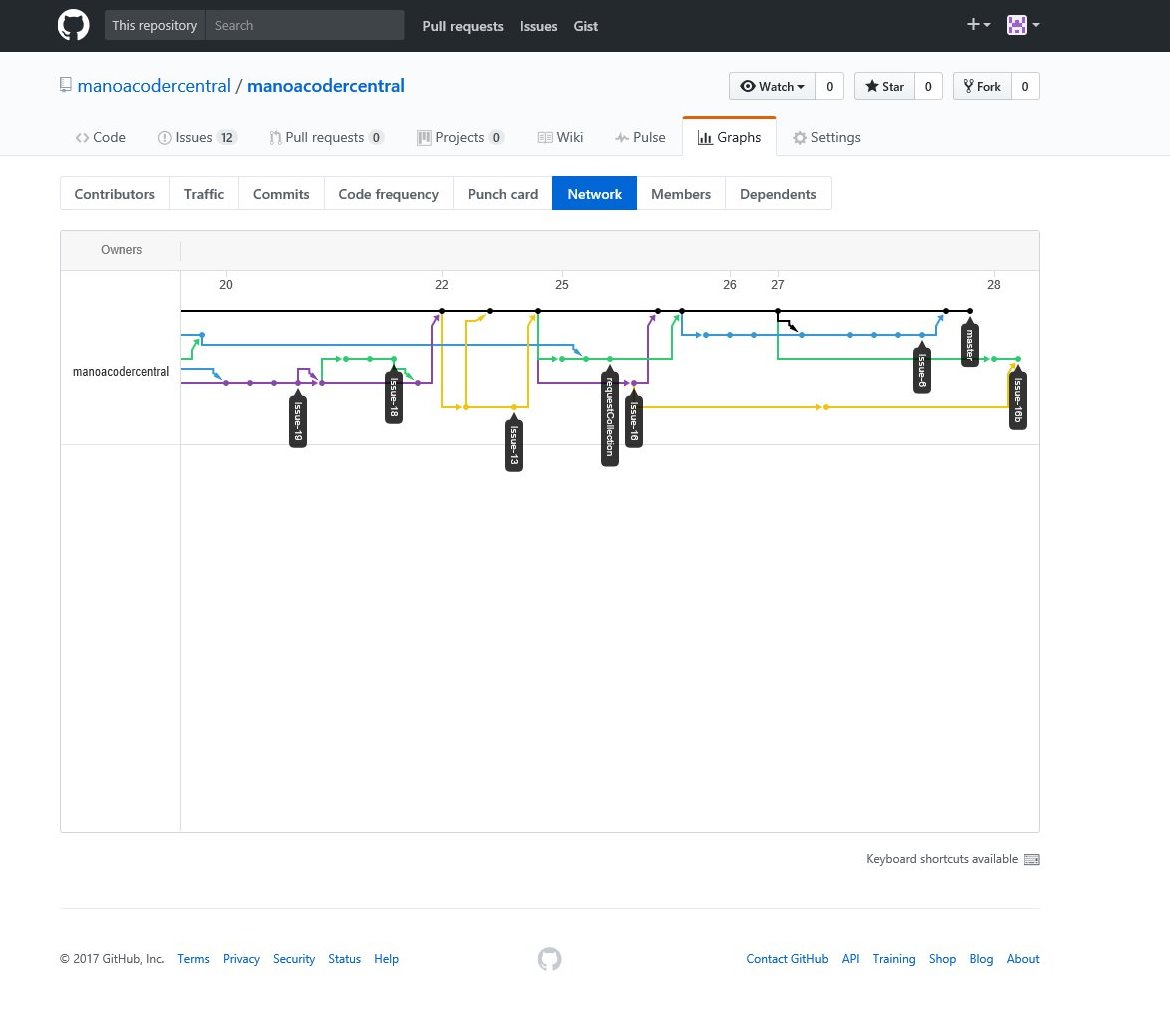 This repository Search Pull requests Issues Gist
manoacodercentral / manoacodercentral Watch 0 Star 0 Fork 0
Code Issues 12 Pull requests 0 Projects 0 Wiki Pulse Graphs Settings
Contributors Traffic Commits Code frequency Punch card Network Members Dependents
Owners
20 22 25 26 27 28
manoacodercentral
master
Issue-6
Issue-18
requestCollection
Issue-16b
Issue-19
Issue-16
Issue-13
Keyboard shortcuts available
© 2017 GitHub, Inc. Terms Privacy Security Status Help Contact GitHub API Training Shop Blog About